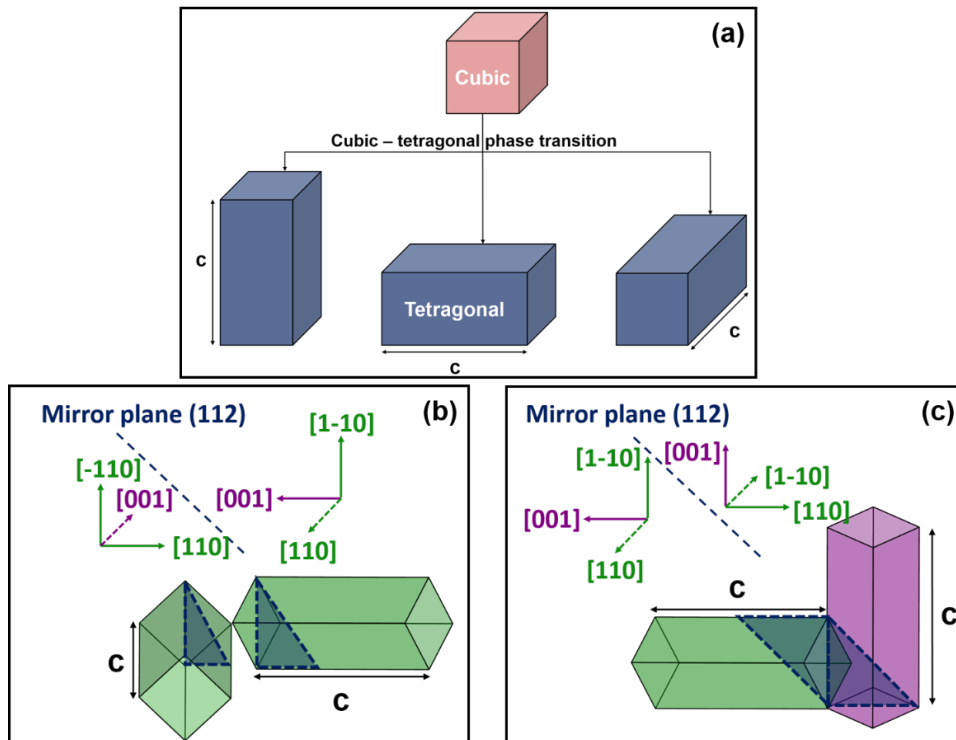 (a)
Cubic
Cubic – tetragonal phase transition
c
Tetragonal
c
c
(b)
Mirror plane (112)
[1-10]
[-110]
[001]
[001]
[110]
[110]
c
c
(c)
Mirror plane (112)
[1-10]
[001]
[1-10]
[001]
[110]
[110]
c
c